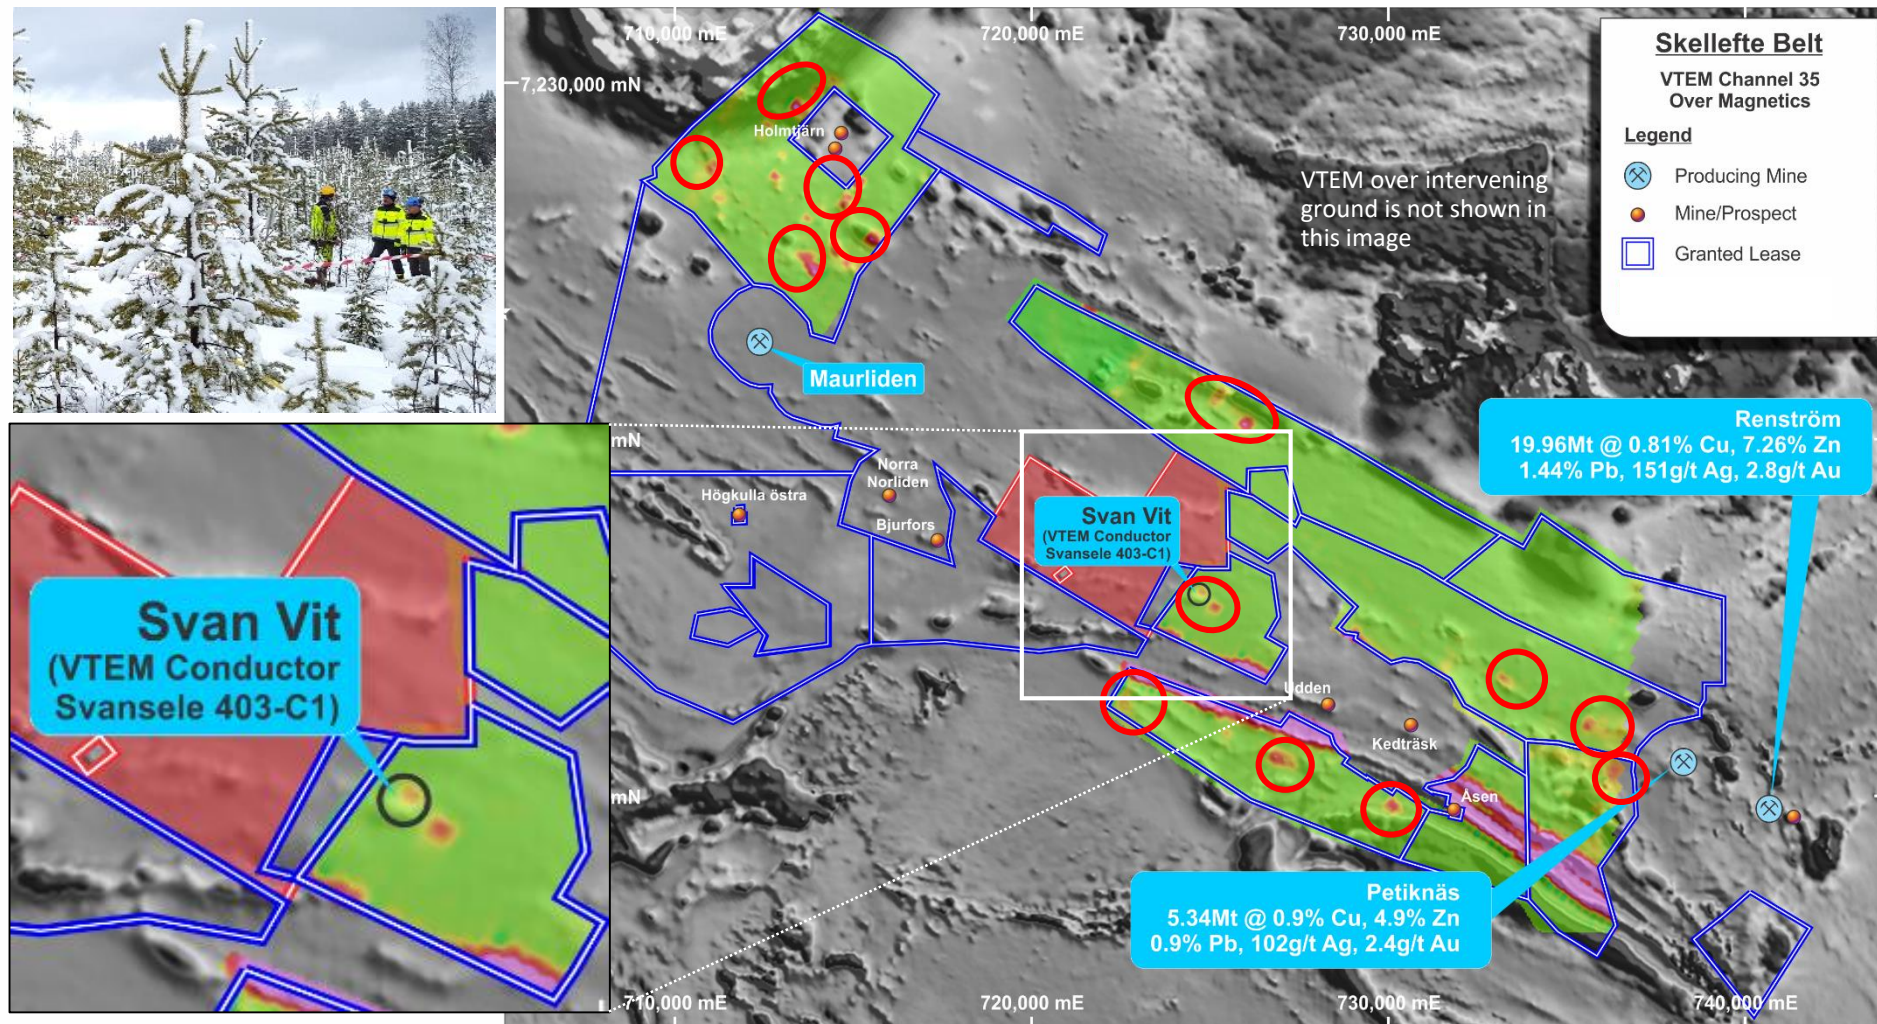 710,000 mE
720,000 mE
730,000 mE
7,230,000 mN
Skellefte Belt
VTEM Channel 35
Over Magnetics
Legend
Producing Mine
Mine/Prospect
Granted Lease
VTEM over intervening
ground is not shown in
this image
Holmtjärn
Maurliden
Renström
19.96Mt @ 0.81% Cu, 7.26% Zn
1.44% Pb, 151g/t Ag, 2.8g/t Au
mN
Norra
Norliden
Högkulla östra
Bjurfors
Svan Vit
(VTEM Conductor
Svansele 403-C1)
Svan Vit
(VTEM Conductor
Svansele 403-C1)
Udden
Kedträsk
mN
Åsen
Petiknäs
5.34Mt @ 0.9% Cu, 4.9% Zn
0.9% Pb, 102g/t Ag, 2.4g/t Au
710,000 mE
720,000 mE
730,000 mE
740,000 mE